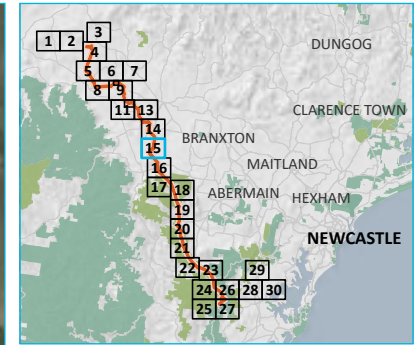 3
1 2
4
DUNGOG
5 6 7
8 9
11 13
CLARENCE TOWN
14
BRANXTON
15
MAITLAND
16
17 18
ABERMAIN
HEXHAM
19
20
NEWCASTLE
21
22 23
29
24 26 28 30
25 27